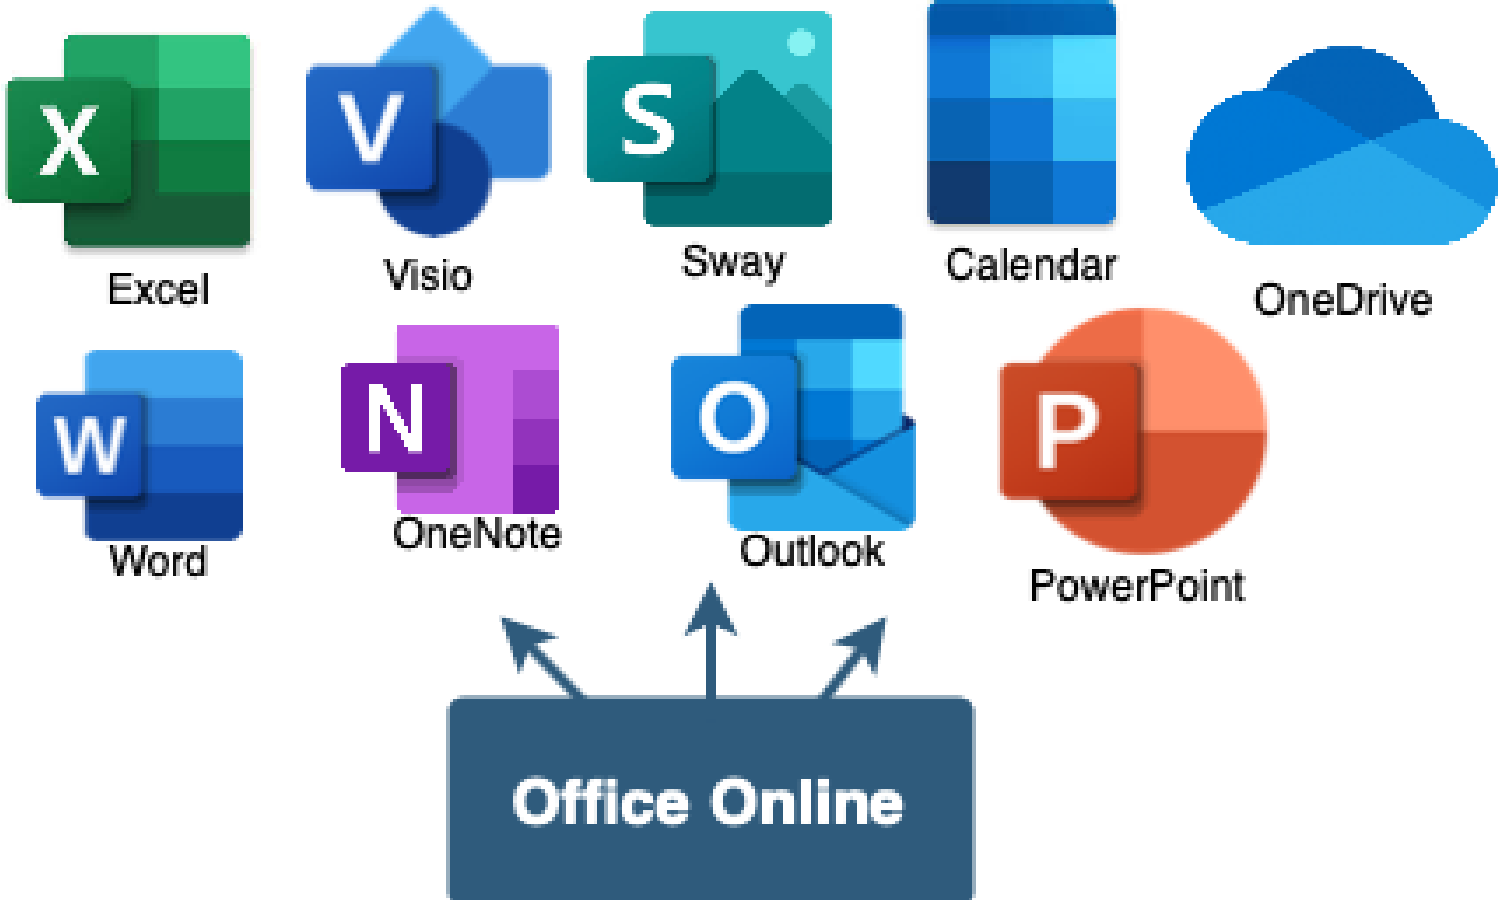 X
V
S
Excel
Visio
Sway
Calendar
OneDrive
W
N
O
P
Word
OneNote
Outlook
PowerPoint
Office Online